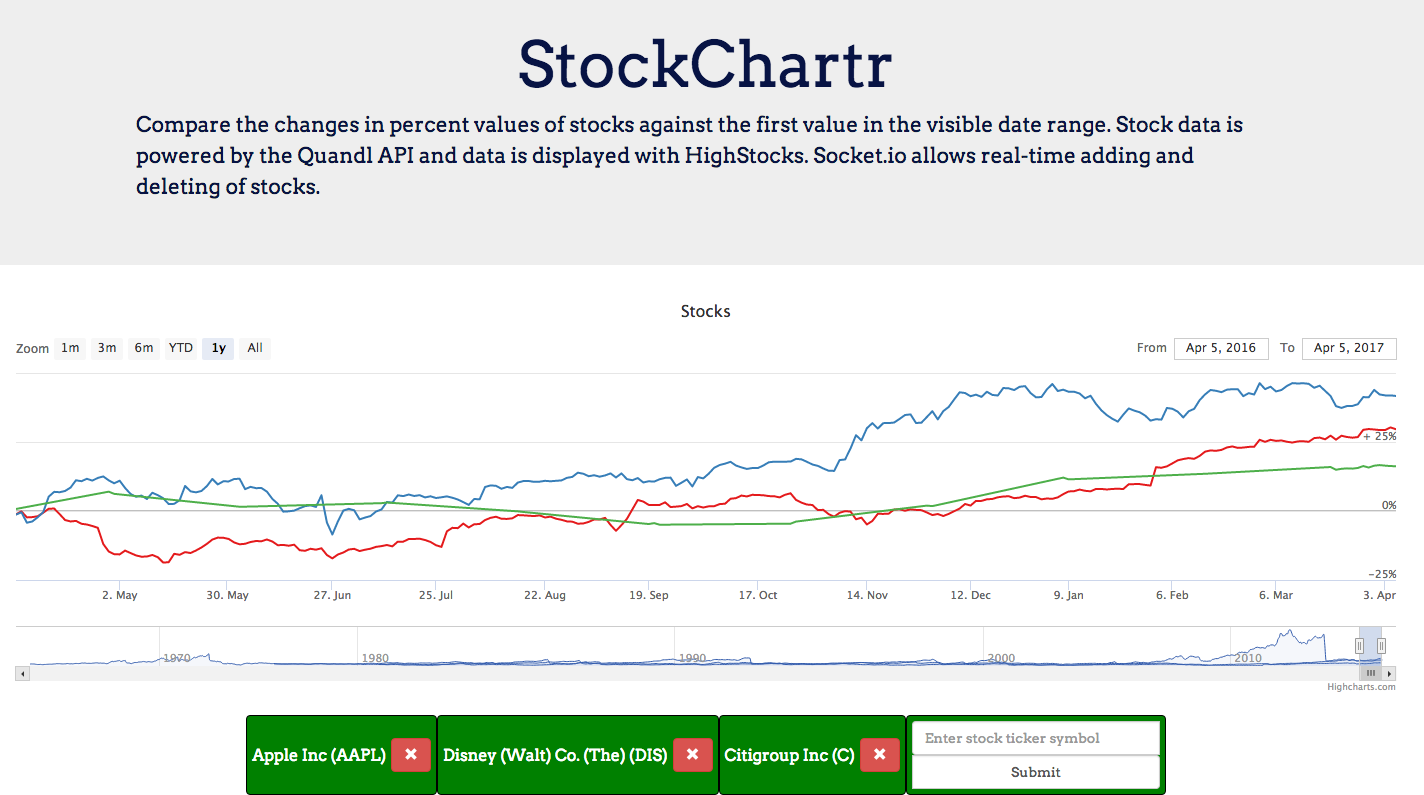 StockChartr
Compare the changes in percent values of stocks against the first value in the visible date range. Stock data is
powered by the Quandl API and data is displayed with HighStocks. Socket.io allows real-time adding and
deleting of stocks.
Stocks
Zoom 1m 3m 6m YTD 1y All From Apr 5, 2016 To Apr 5, 2017
+ 25%
0%
−25%
2. May 30. May 27. Jun 25. Jul 22. Aug 19. Sep 17. Oct 14. Nov 12. Dec 9. Jan 6. Feb 6. Mar 3. Apr
1970 1980 1990 2000 2010
Highcharts.com
Apple Inc (AAPL) Disney (Walt) Co. (The) (DIS) Citigroup Inc (C) Enter stock ticker symbol
Submit